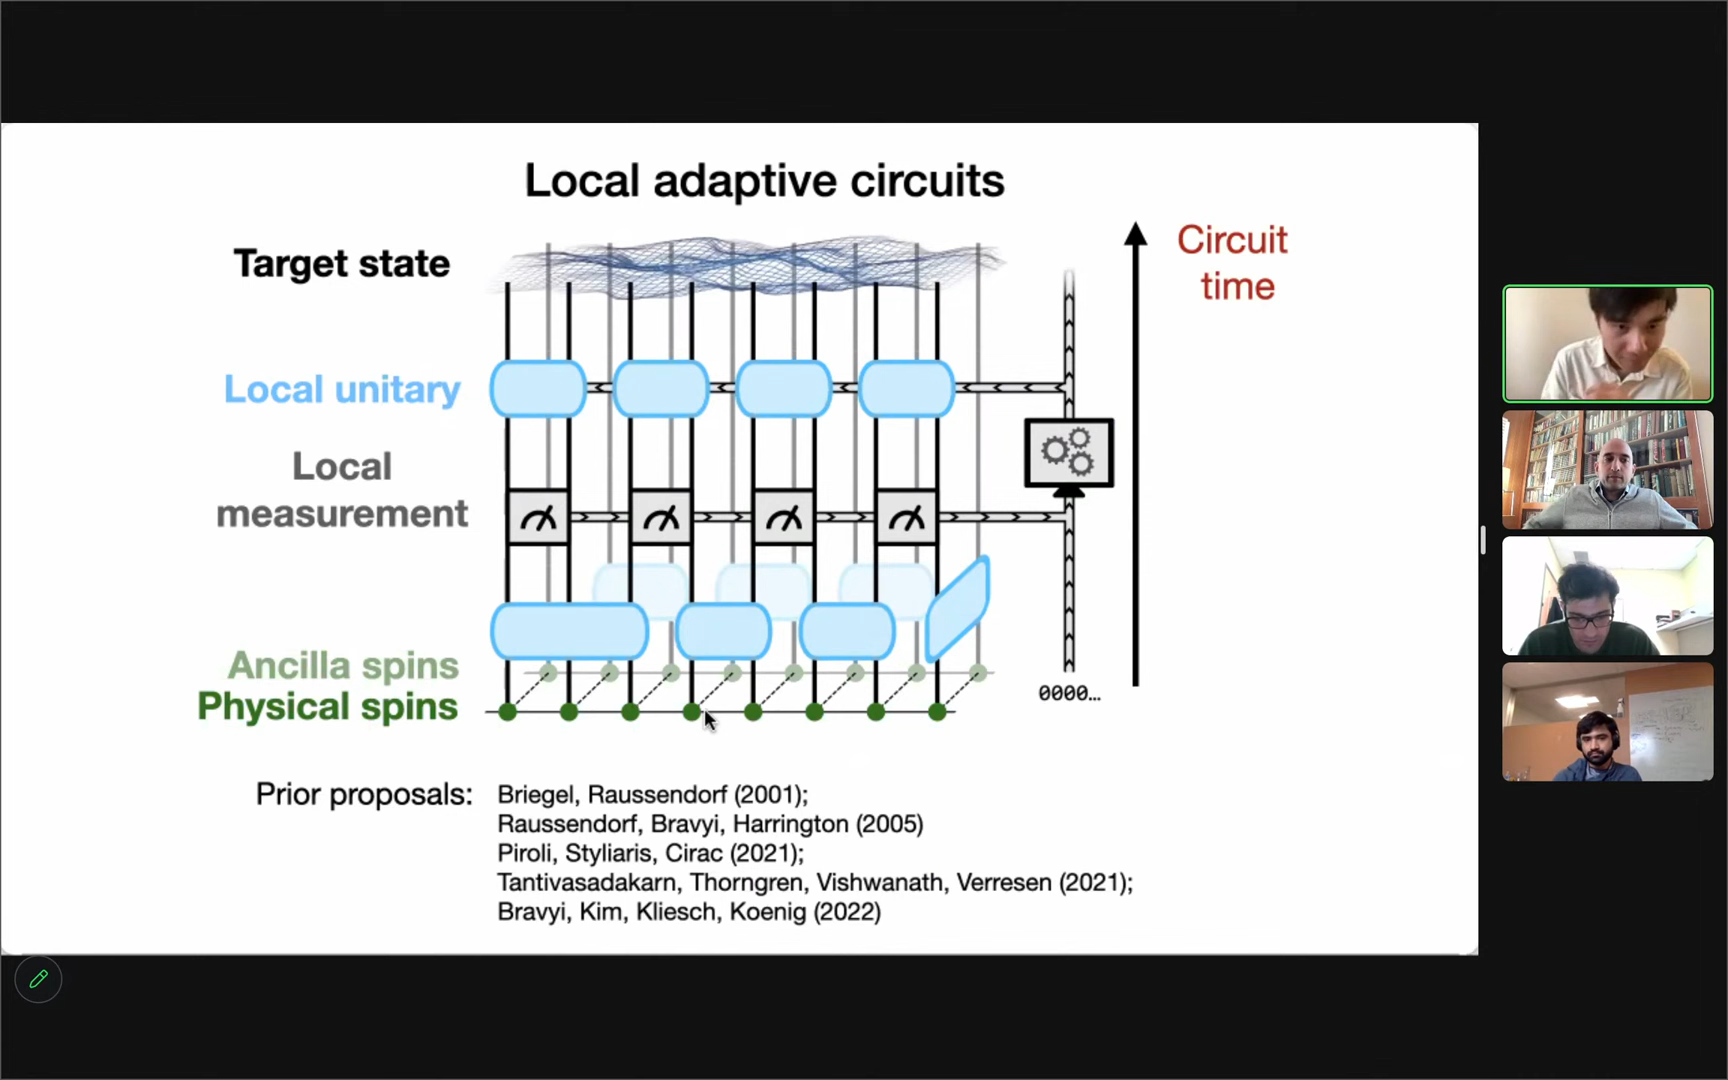 Local adaptive circuits
Target state
Circuit
time
Local unitary
Local
measurement
Ancilla spins
Physical spins
0000...
Prior proposals:
Briegel, Raussendorf (2001);
Raussendorf, Bravyi, Harrington (2005)
Piroli, Styliaris, Cirac (2021);
Tantivasadakarn, Thorngren, Vishwanath, Verresen (2021);
Bravyi, Kim, Kliesch, Koenig (2022)